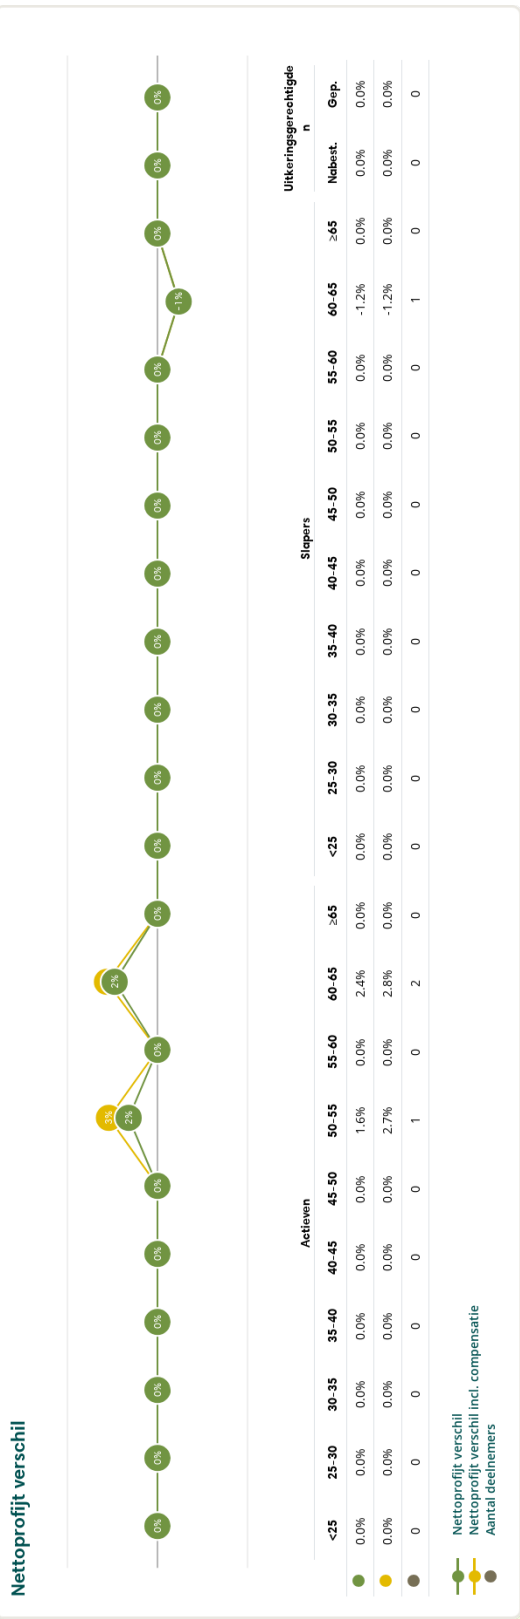 Nettoprofijt verschil
0% 0% 0% 0% 0% 0% 3% 2% 0% 2% 0% 0% 0% 0% 0% 0% 0% 0% 0% 0% -1% 0% 0% 0%
Actieven Slapers Uitkeringsgerechtigde
n
<25 25-30 30-35 35-40 40-45 45-50 50-55 55-60 60-65 ≥65 <25 25-30 30-35 35-40 40-45 45-50 50-55 55-60 60-65 ≥65 Nabest. Gep.
0.0% 0.0% 0.0% 0.0% 0.0% 0.0% 1.6% 0.0% 2.4% 0.0% 0.0% 0.0% 0.0% 0.0% 0.0% 0.0% 0.0% 0.0% -1.2% 0.0% 0.0% 0.0%
0.0% 0.0% 0.0% 0.0% 0.0% 0.0% 2.7% 0.0% 2.8% 0.0% 0.0% 0.0% 0.0% 0.0% 0.0% 0.0% 0.0% 0.0% -1.2% 0.0% 0.0% 0.0%
0 0 0 0 0 0 1 0 2 0 0 0 0 0 0 0 0 0 1 0 0 0
Nettoprofijt verschil
Nettoprofijt verschil incl. compensatie
Aantal deelnemers